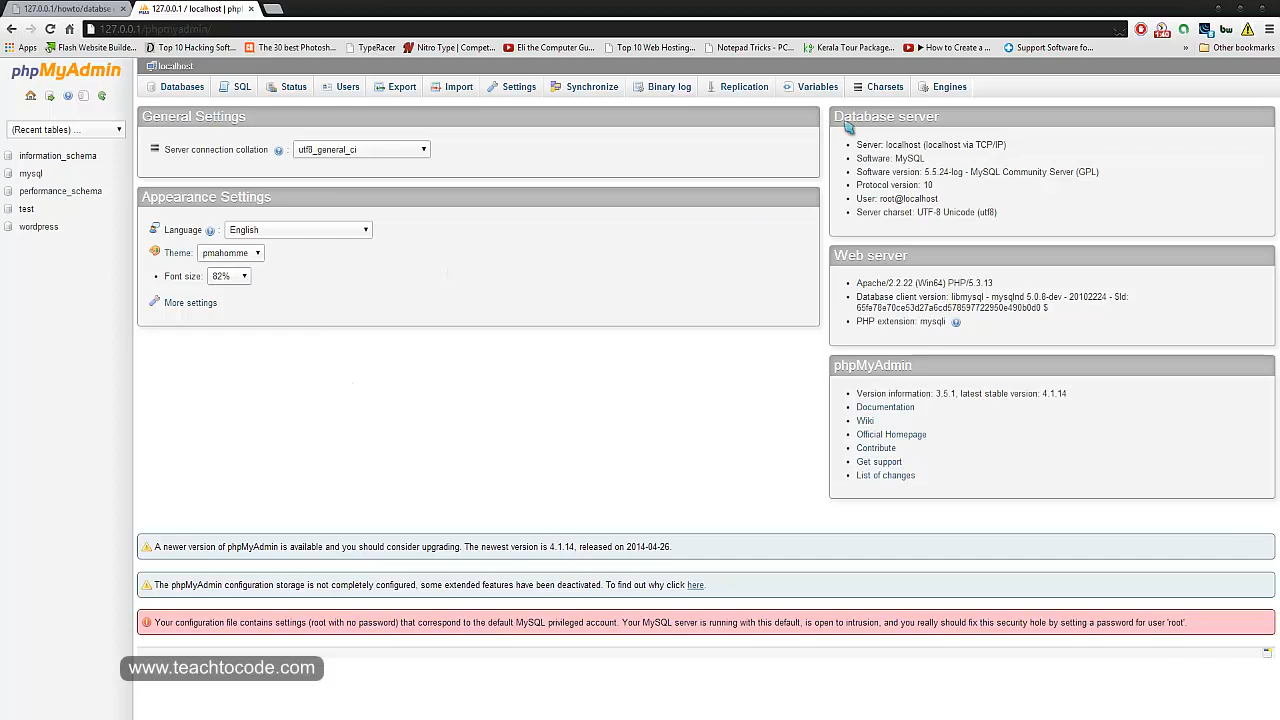 127.0.0.1/howto/databse
127.0.0.1 / localhost | phpl
127.0.0.1/phpmyadmin/
Apps
Flash Website Builde...
Top 10 Hacking Soft...
The 30 best Photosh...
TypeRacer
Nitro Type | Compet...
Eli the Computer Gu...
Top 10 Web Hosting...
Notepad Tricks - PC...
Kerala Tour Package...
► How to Create a ...
Support Software fo...
Other bookmarks
phpMyAdmin
(Recent tables) ...
information_schema
mysql
performance_schema
test
wordpress
localhost
Databases
SQL
Status
Users
Export
Import
Settings
Synchronize
Binary log
Replication
Variables
Charsets
Engines
General Settings
Server connection collation : utf8_general_ci
Appearance Settings
Language : English
Theme: pmahomme
Font size: 82%
More settings
Database server
Server: localhost (localhost via TCP/IP)
Software: MySQL
Software version: 5.5.24-log - MySQL Community Server (GPL)
Protocol version: 10
User: root@localhost
Server charset: UTF-8 Unicode (utf8)
Web server
Apache/2.2.22 (Win64) PHP/5.3.13
Database client version: libmysql - mysqlnd 5.0.8-dev - 20102224 - $Id:
65fe78e70ce53d27a6cd578597722950e490b0d0 $
PHP extension: mysqli
phpMyAdmin
Version information: 3.5.1, latest stable version: 4.1.14
Documentation
Wiki
Official Homepage
Contribute
Get support
List of changes
A newer version of phpMyAdmin is available and you should consider upgrading. The newest version is 4.1.14, released on 2014-04-26.
The phpMyAdmin configuration storage is not completely configured, some extended features have been deactivated. To find out why click here.
Your configuration file contains settings (root with no password) that correspond to the default MySQL privileged account. Your MySQL server is running with this default, is open to intrusion, and you really should fix this security hole by setting a password for user 'root'.
www.teachtocode.com